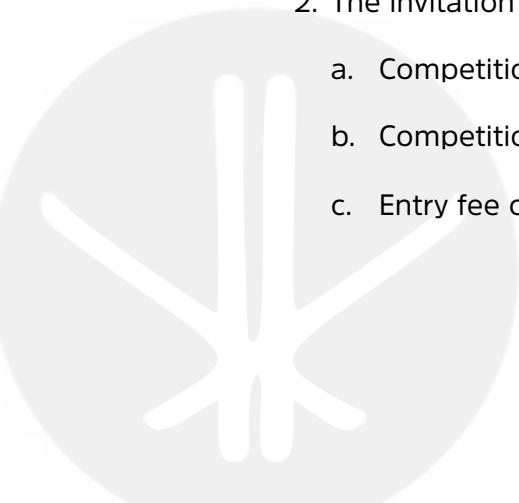 2. The invitation
a. Competitio
b. Competitio
c. Entry fee